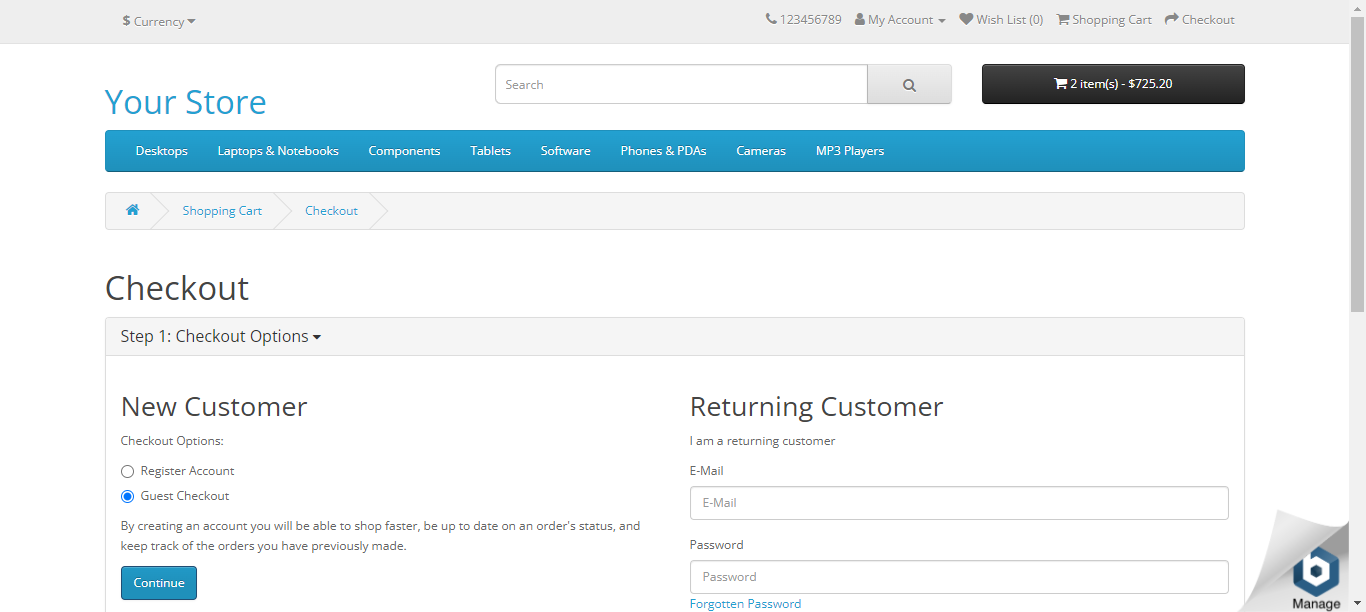 $ Currency
123456789 My Account Wish List (0) Shopping Cart Checkout
Your Store
Search
2 item(s) - $725.20
Desktops Laptops & Notebooks Components Tablets Software Phones & PDAs Cameras MP3 Players
Shopping Cart Checkout
Checkout
Step 1: Checkout Options
New Customer
Checkout Options:
Register Account
Guest Checkout
By creating an account you will be able to shop faster, be up to date on an order's status, and
keep track of the orders you have previously made.
Continue
Returning Customer
I am a returning customer
E-Mail
E-Mail
Password
Password
Forgotten Password
b
Manage